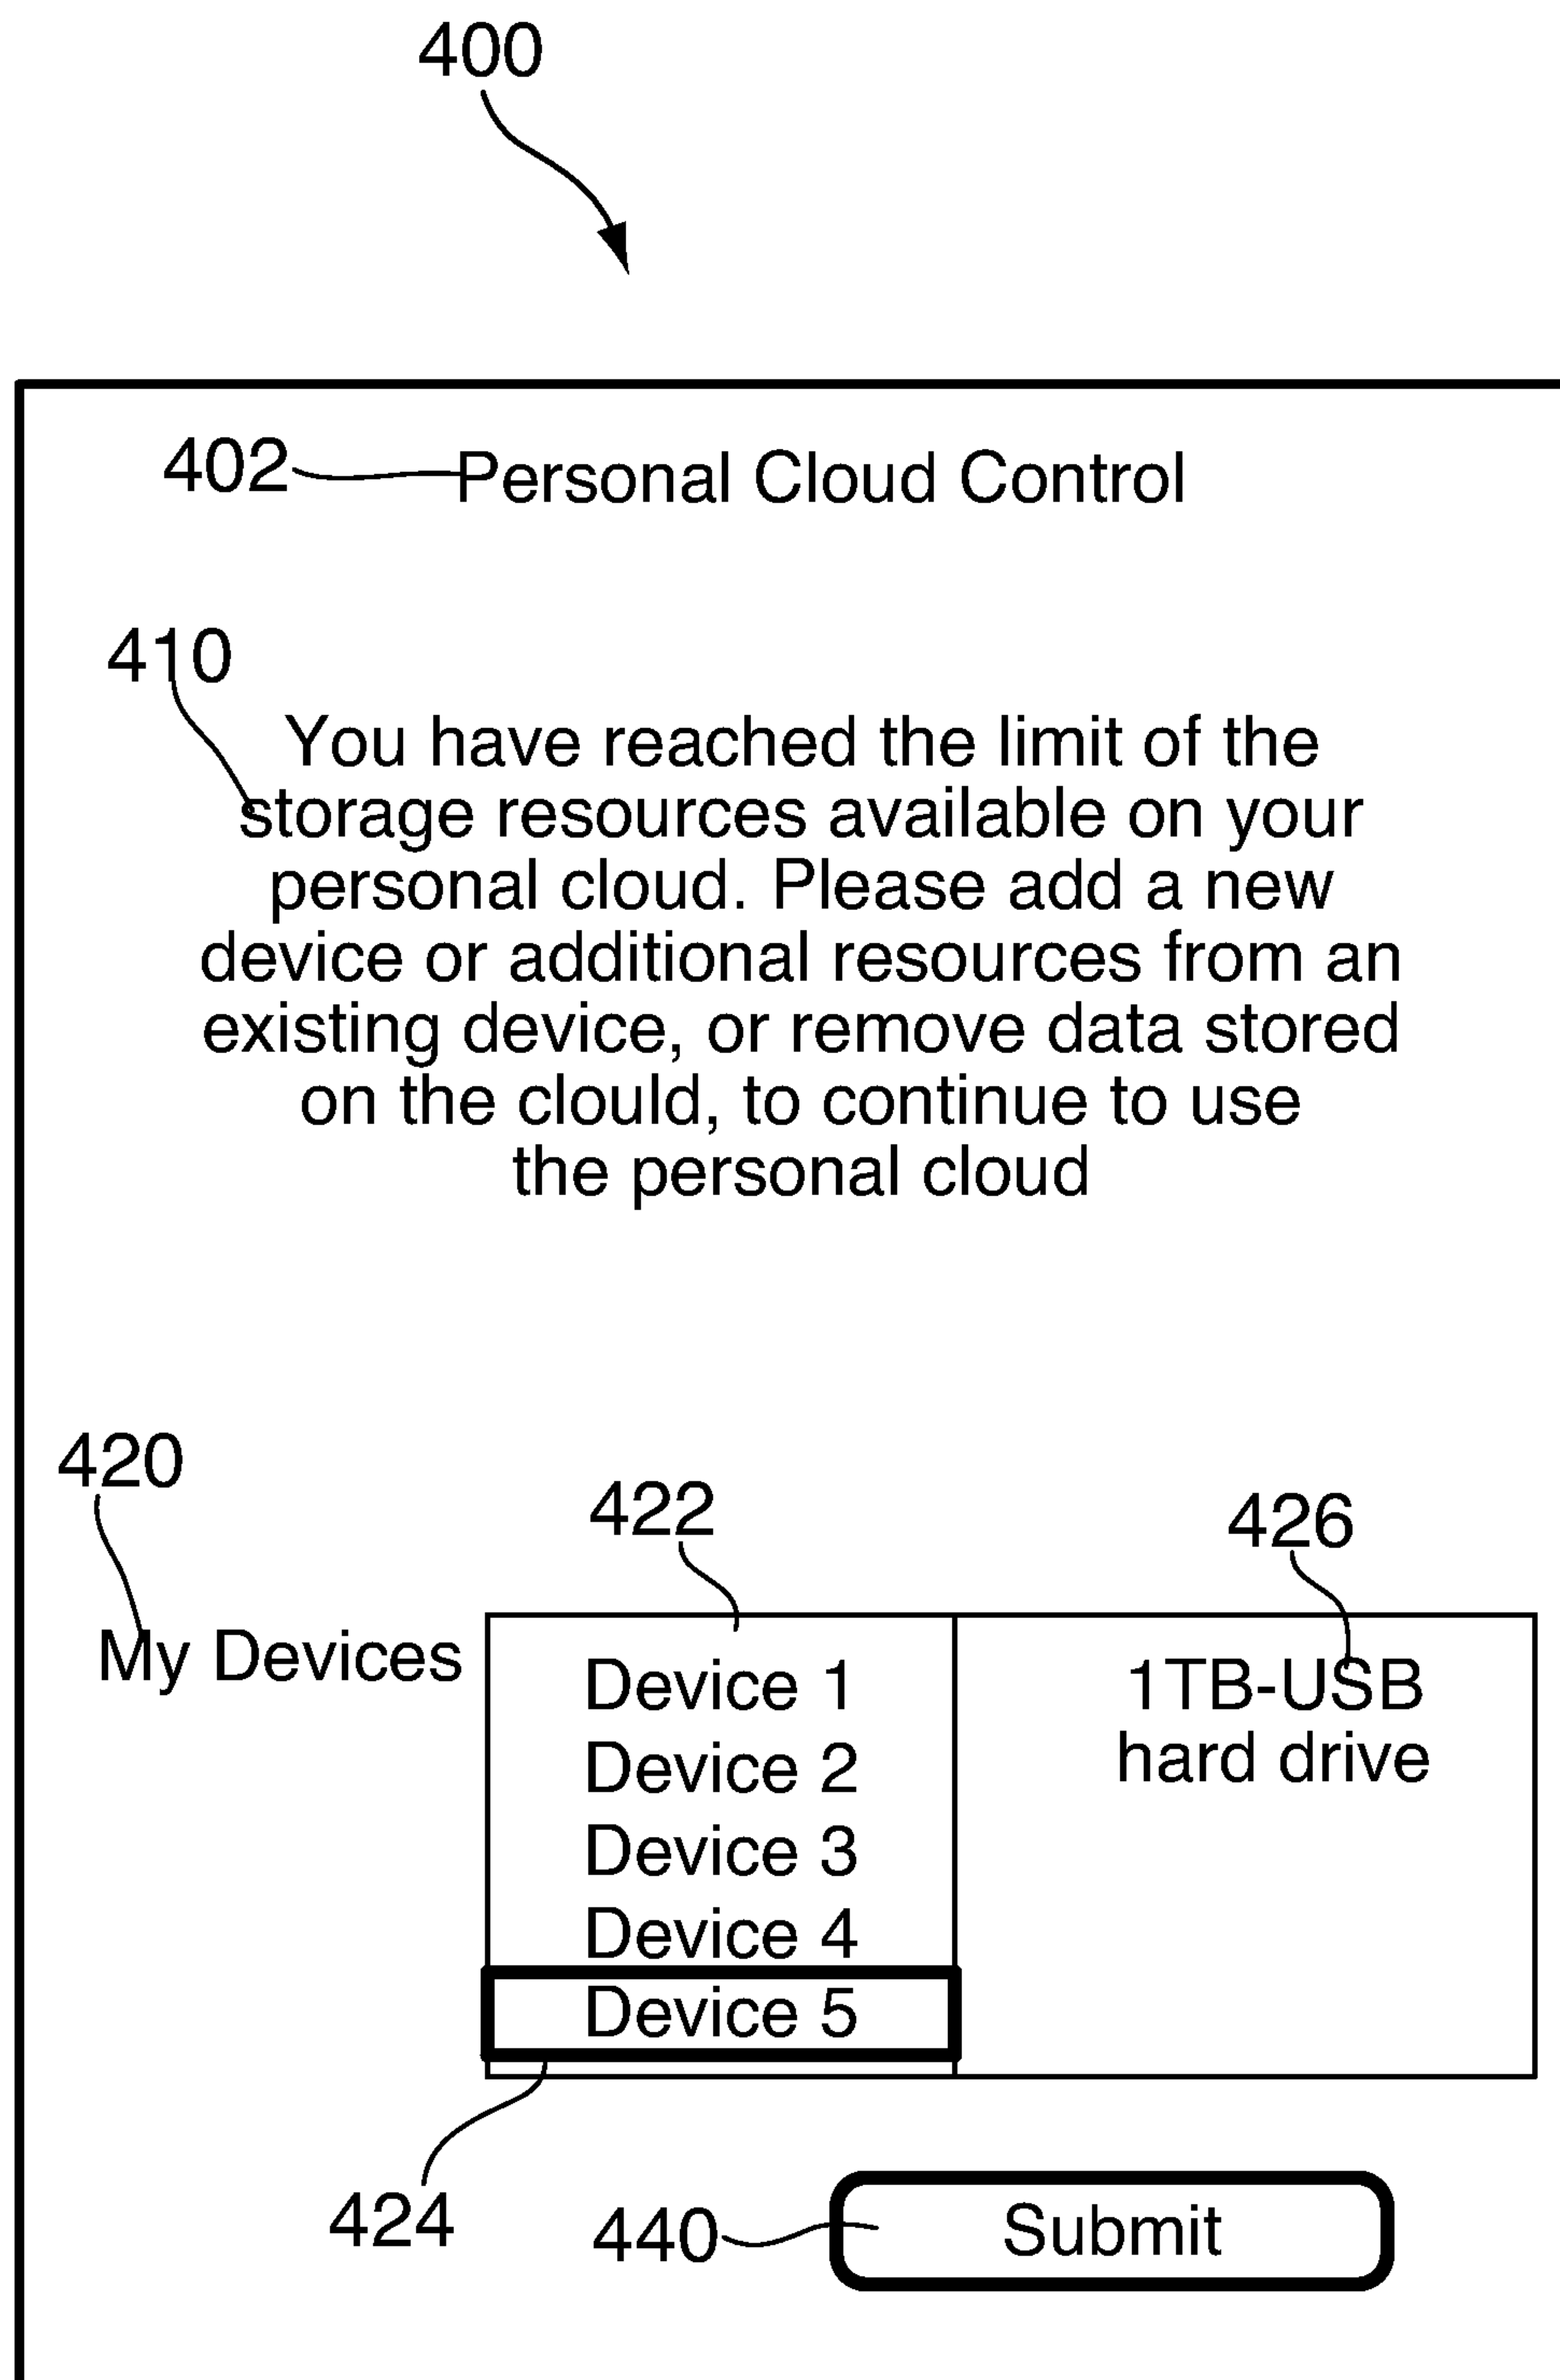 400
402 Personal Cloud Control
410
You have reached the limit of the
storage resources available on your
personal cloud. Please add a new
device or additional resources from an
existing device, or remove data stored
on the clould, to continue to use
the personal cloud
420
422
426
My Devices
Device 1
Device 2
Device 3
Device 4
Device 5
1TB-USB
hard drive
424
440
Submit